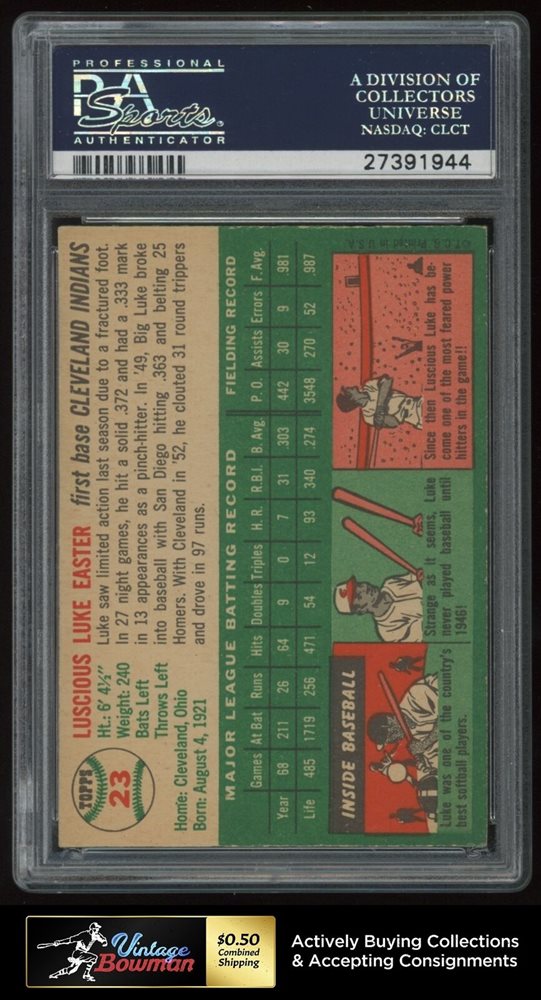 PROFESSIONAL
PSA
Sports.
AUTHENTICATOR
A DIVISION OF
COLLECTORS
UNIVERSE
NASDAQ: CLCT
27391944
TOPPS
23
LUSCIOUS LUKE EASTER first base CLEVELAND INDIANS
Ht.: 6' 4½"
Weight: 240
Bats Left
Throws Left
Home: Cleveland, Ohio
Born: August 4, 1921
Luke saw limited action last season due to a fractured foot.
In 27 night games, he hit a solid .372 and had a .333 mark
in 13 appearances as a pinch-hitter. In '49, Big Luke broke
into baseball with San Diego hitting .363 and belting 25
Homers. With Cleveland in '52, he clouted 31 round trippers
and drove in 97 runs.
MAJOR LEAGUE BATTING RECORD FIELDING RECORD
Games At Bat Runs Hits Doubles Triples H. R. R.B.I. B. Avg. P. O. Assists Errors F. Avg.
Year 68 211 26 64 9 0 7 31 .303 442 30 9 .981
Life 485 1719 256 471 54 12 93 340 .274 3548 270 52 .987
INSIDE BASEBALL
Luke was one of the country's
best softball players.
Strange as it seems, Luke
never played baseball until
1946!
Since then Luscious Luke has be-
come one of the most feared power
hitters in the game!!
©T. C. G. Printed in U.S.A.
Vintage
Bowman
$0.50
Combined
Shipping
Actively Buying Collections
& Accepting Consignments